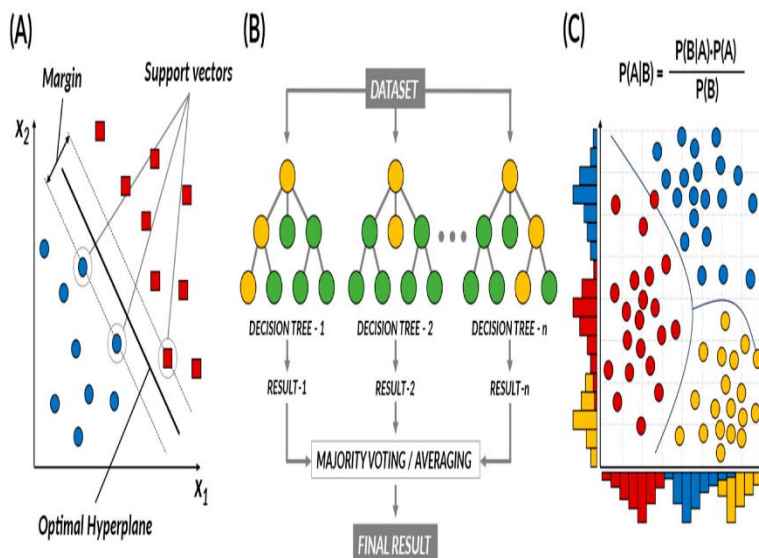 (A)
Margin
Support vectors
X2
X1
Optimal Hyperplane
(B)
DATASET
DECISION TREE - 1
DECISION TREE - 2
DECISION TREE - n
RESULT-1
RESULT-2
RESULT-n
MAJORITY VOTING / AVERAGING
FINAL RESULT
(C)
P(A|B) = P(B|A)·P(A) / P(B)